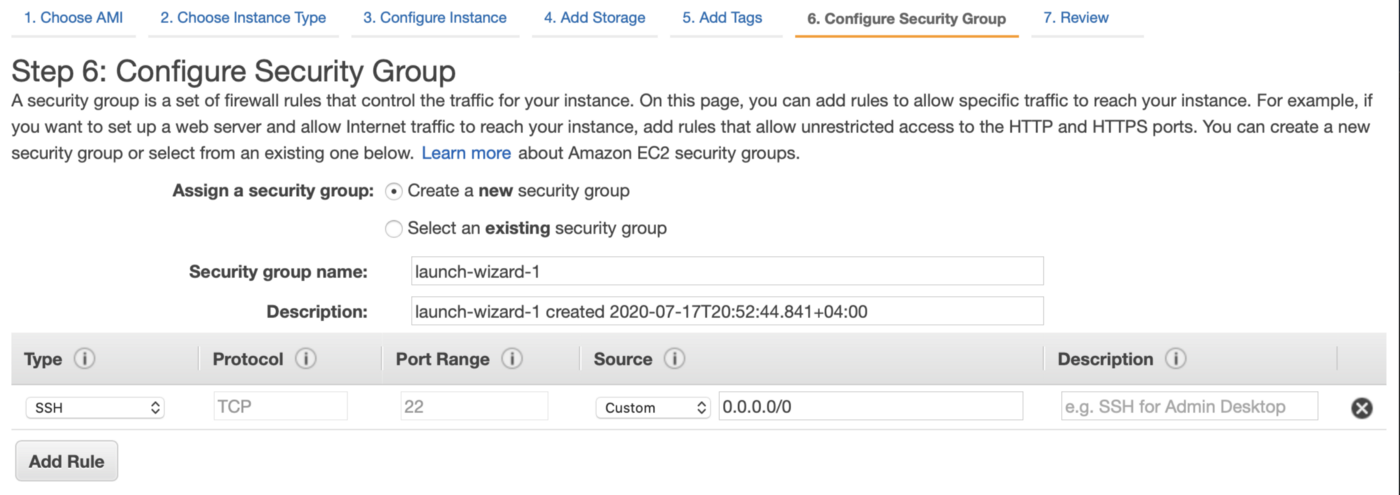 1. Choose AMI 2. Choose Instance Type 3. Configure Instance 4. Add Storage 5. Add Tags 6. Configure Security Group 7. Review
Step 6: Configure Security Group
A security group is a set of firewall rules that control the traffic for your instance. On this page, you can add rules to allow specific traffic to reach your instance. For example, if
you want to set up a web server and allow Internet traffic to reach your instance, add rules that allow unrestricted access to the HTTP and HTTPS ports. You can create a new
security group or select from an existing one below. Learn more about Amazon EC2 security groups.
Assign a security group: Create a new security group
Select an existing security group
Security group name: launch-wizard-1
Description: launch-wizard-1 created 2020-07-17T20:52:44.841+04:00
Type i Protocol i Port Range i Source i Description i
SSH TCP 22 Custom 0.0.0.0/0 e.g. SSH for Admin Desktop
Add Rule